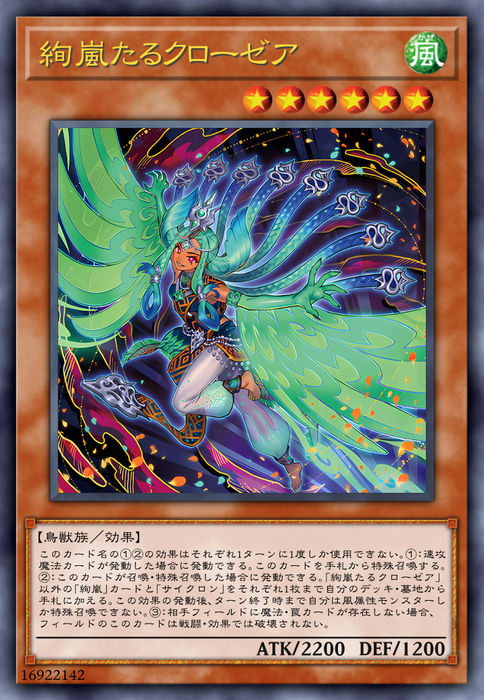 絢嵐たるクローゼア
かぜ
風
【鳥獣族／効果】
このカード名の①②の効果はそれぞれ1ターンに1度しか使用できない。①：速攻
魔法カードが発動した場合に発動できる。このカードを手札から特殊召喚する。
②：このカードが召喚・特殊召喚した場合に発動できる。「絢嵐たるクローゼア」
以外の「絢嵐」カードと「サイクロン」をそれぞれ1枚まで自分のデッキ・墓地から
手札に加える。この効果の発動後、ターン終了時まで自分は風属性モンスターし
か特殊召喚できない。③：相手フィールドに魔法・罠カードが存在しない場合、
フィールドのこのカードは戦闘・効果では破壊されない。
ATK/2200 DEF/1200
16922142